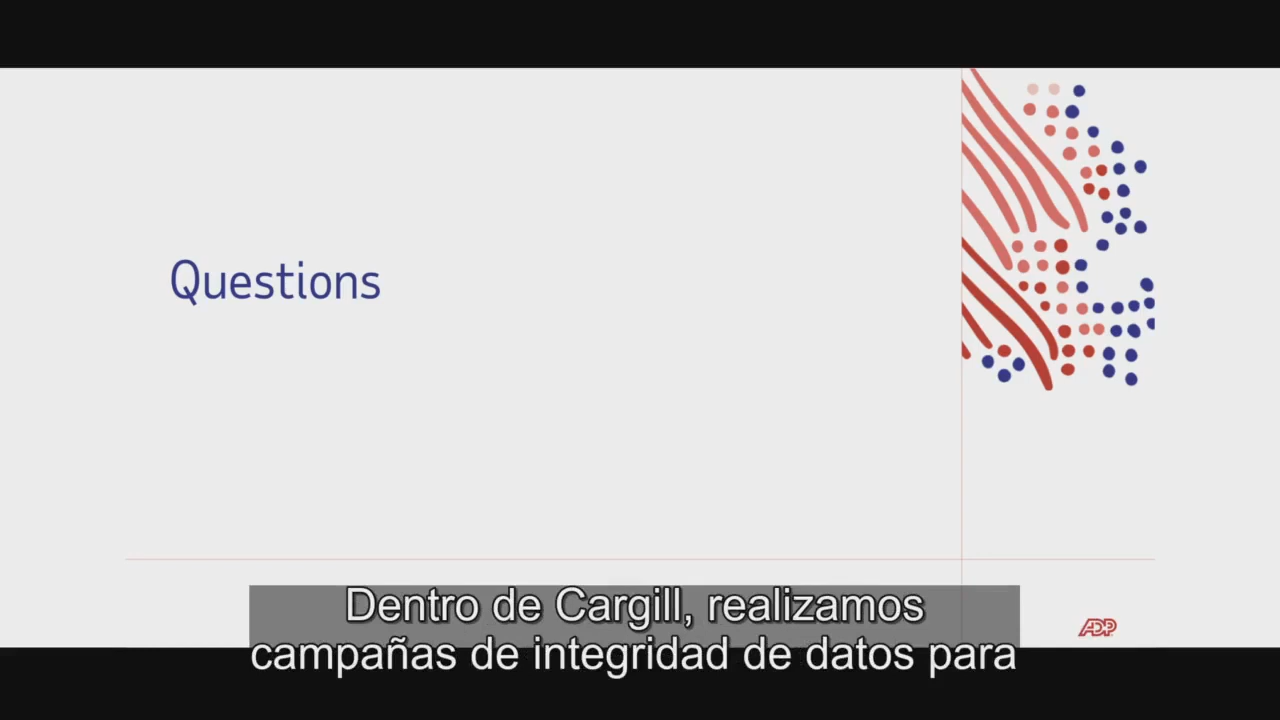 Questions
Dentro de Cargill, realizamos
campañas de integridad de datos para
ADP